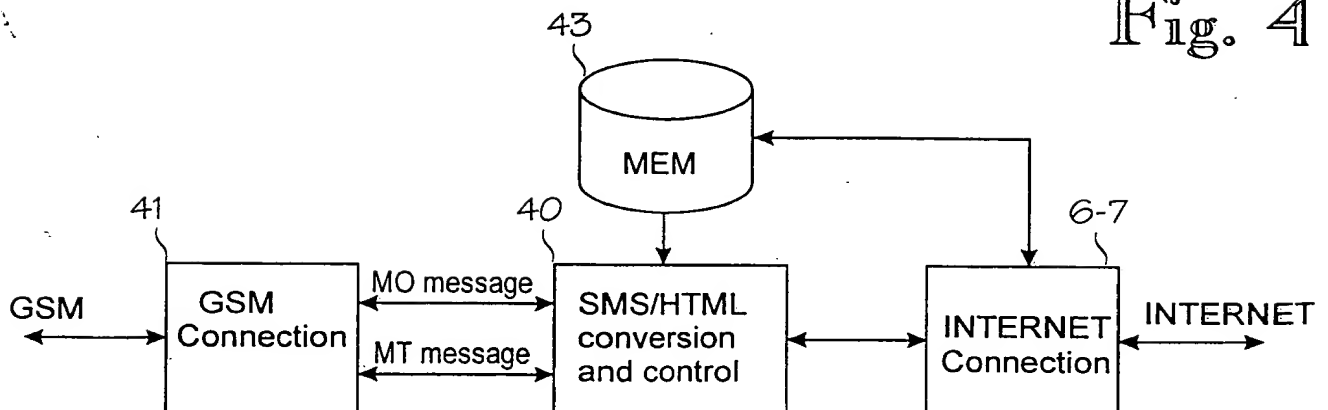 Fig. 4
43
MEM
41
40
6-7
GSM
GSM
Connection
MO message
MT message
SMS/HTML
conversion
and control
INTERNET
Connection
INTERNET